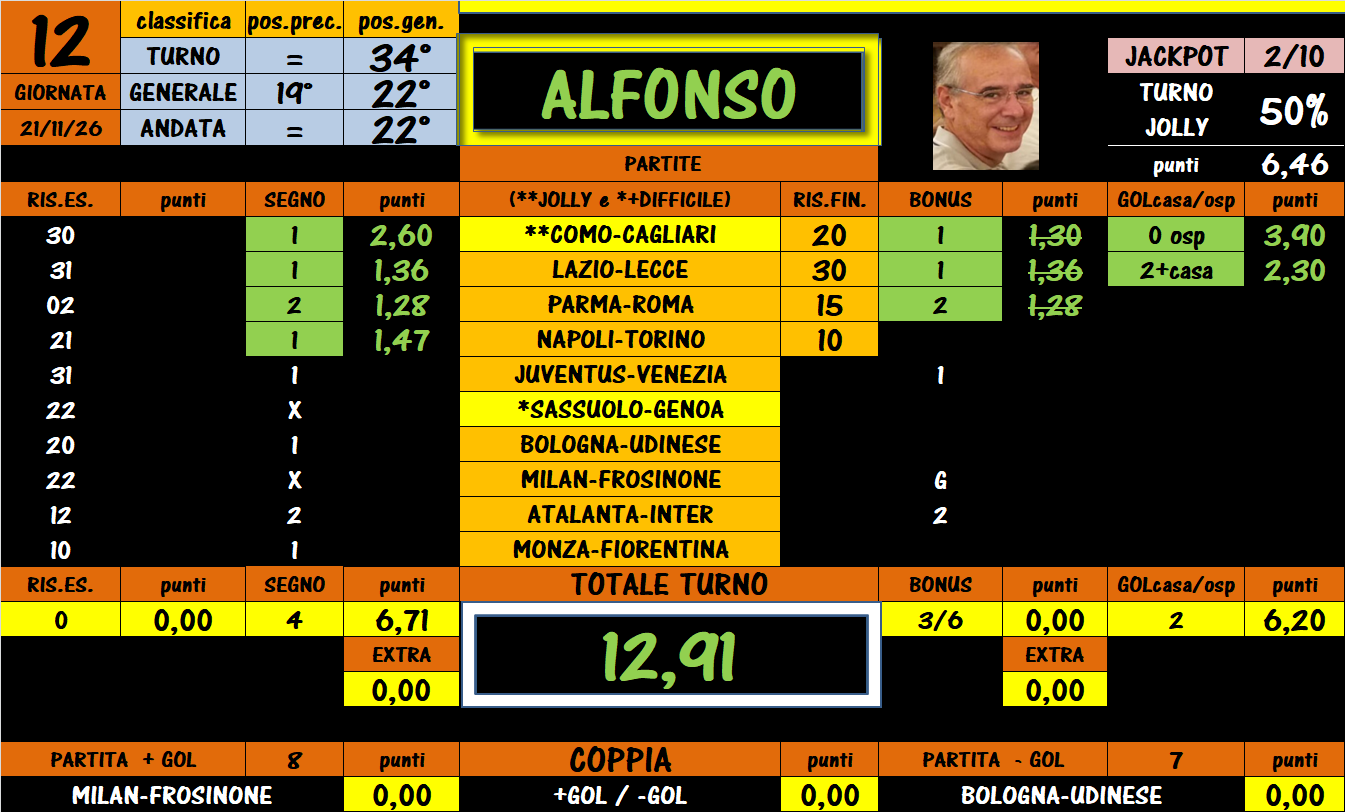 12 classifica pos.prec. pos.gen.
TURNO = 34° ALFONSO JACKPOT 2/10
GIORNATA GENERALE 19° 22° TURNO JOLLY 50%
21/11/26 ANDATA = 22°
PARTITE punti 6,46
RIS.ES. punti SEGNO punti (**JOLLY e *+DIFFICILE) RIS.FIN. BONUS punti GOLcasa/osp punti
30 1 2,60 **COMO-CAGLIARI 20 1 1,30 0 osp 3,90
31 1 1,36 LAZIO-LECCE 30 1 1,36 2+casa 2,30
02 2 1,28 PARMA-ROMA 15 2 1,28
21 1 1,47 NAPOLI-TORINO 10
31 1 JUVENTUS-VENEZIA 1
22 X *SASSUOLO-GENOA
20 1 BOLOGNA-UDINESE
22 X MILAN-FROSINONE G
12 2 ATALANTA-INTER 2
10 1 MONZA-FIORENTINA
RIS.ES. punti SEGNO punti TOTALE TURNO BONUS punti GOLcasa/osp punti
0 0,00 4 6,71 12,91 3/6 0,00 2 6,20
EXTRA EXTRA
0,00 0,00
PARTITA + GOL 8 punti COPPIA punti PARTITA - GOL 7 punti
MILAN-FROSINONE 0,00 +GOL / -GOL 0,00 BOLOGNA-UDINESE 0,00